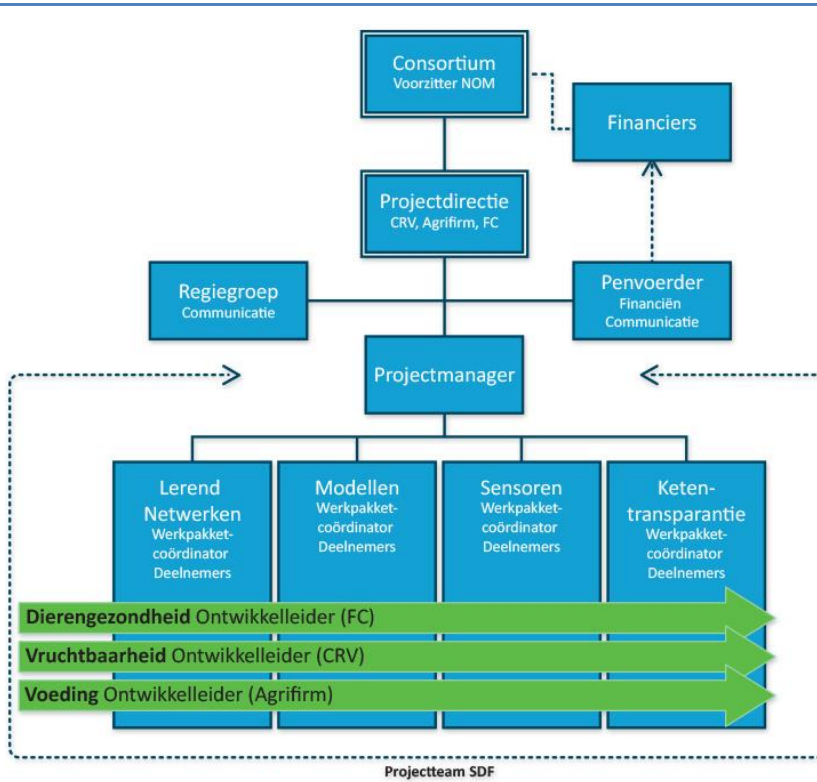 Consortium
Voorzitter NOM
Financiers
Projectdirectie
CRV, Agrifirm, FC
Regiegroep
Communicatie
Penvoerder
Financiën
Communicatie
Projectmanager
Lerend
Netwerken
Werkpakket-
coördinator
Deelnemers
Modellen
Werkpakket-
coördinator
Deelnemers
Sensoren
Werkpakket-
coördinator
Deelnemers
Keten-
transparantie
Werkpakket-
coördinator
Deelnemers
Dierengezondheid Ontwikkelleider (FC)
Vruchtbaarheid Ontwikkelleider (CRV)
Voeding Ontwikkelleider (Agrifirm)
Projectteam SDF